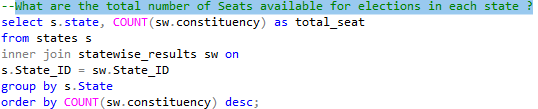 --What are the total number of Seats available for elections in each state ?
select s.state, COUNT(sw.constituency) as total_seat
from states s
inner join statewise_results sw on
s.State_ID = sw.State_ID
group by s.State
order by COUNT(sw.constituency) desc;